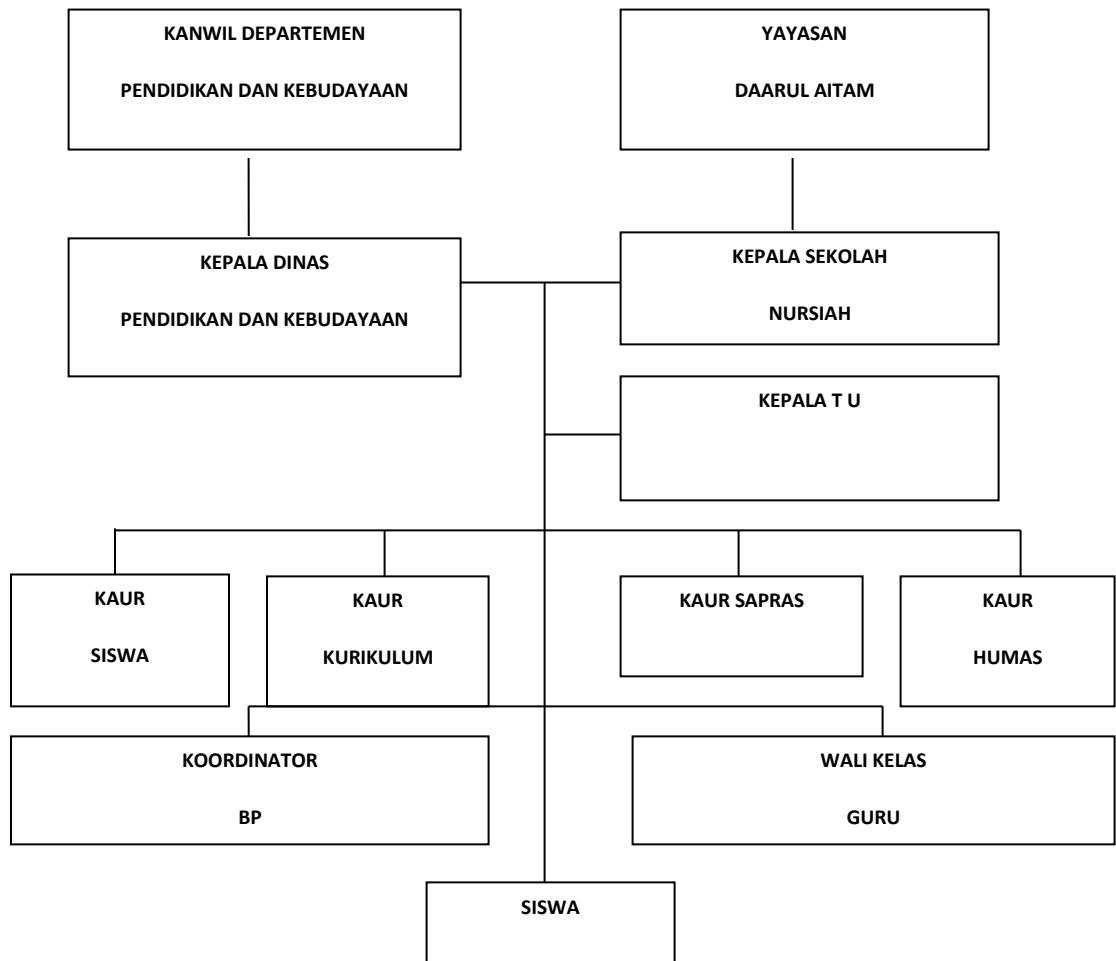 KANWIL DEPARTEMEN
PENDIDIKAN DAN KEBUDAYAAN
YAYASAN
DAARUL AITAM
KEPALA DINAS
PENDIDIKAN DAN KEBUDAYAAN
KEPALA SEKOLAH
NURSIAH
KEPALA T U
KAUR
SISWA
KAUR
KURIKULUM
KAUR SAPRAS
KAUR
HUMAS
KOORDINATOR
BP
WALI KELAS
GURU
SISWA